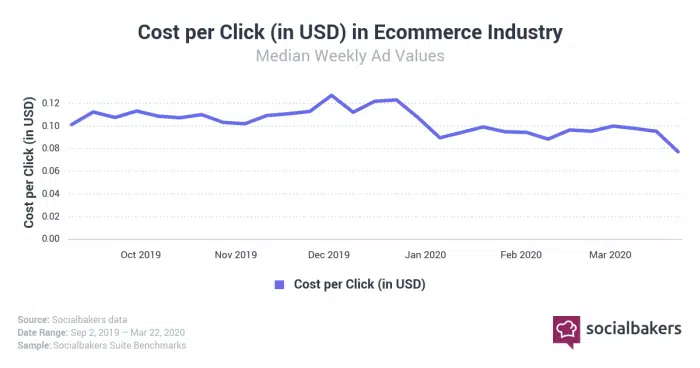 Cost per Click (in USD) in Ecommerce Industry
Median Weekly Ad Values
Cost per Click (in USD)
0.12
0.10
0.08
0.06
0.04
0.02
0.00
Oct 2019 Nov 2019 Dec 2019 Jan 2020 Feb 2020 Mar 2020
Cost per Click (in USD)
Source: Socialbakers data
Date Range: Sep 2, 2019 – Mar 22, 2020
Sample: Socialbakers Suite Benchmarks
socialbakers